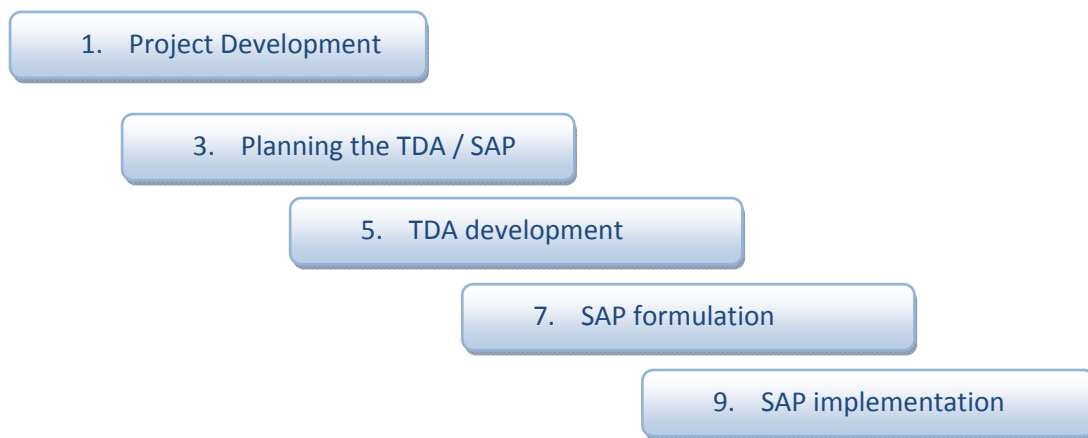 1. Project Development
3. Planning the TDA / SAP
5. TDA development
7. SAP formulation
9. SAP implementation